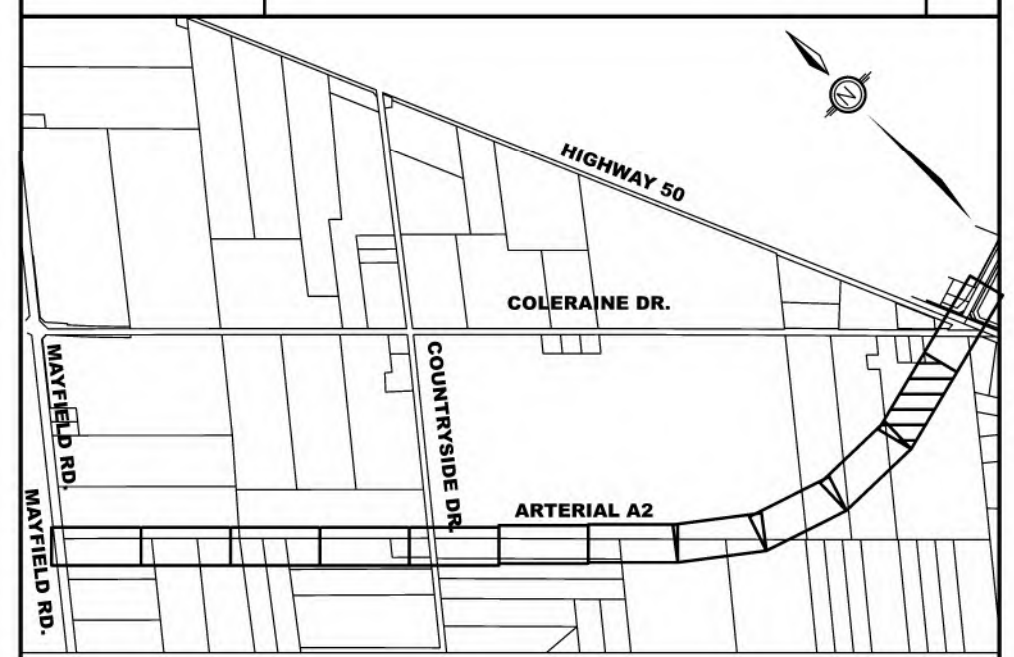 HIGHWAY 50
N
COLERAINE DR.
MAYFIELD RD.
COUNTRYSIDE DR.
MAYFIELD RD.
ARTERIAL A2